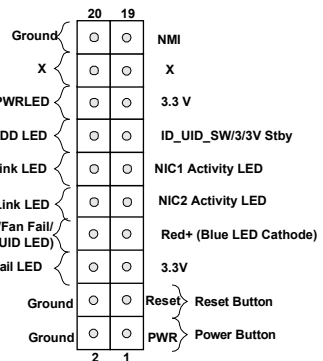 20 19
Ground NMI
X X
PWRLED 3.3 V
DD LED ID_UID_SW/3/3V Stby
ink LED NIC1 Activity LED
Link LED NIC2 Activity LED
/Fan Fail/
UID LED) Red+ (Blue LED Cathode)
ail LED 3.3V
Ground Reset Reset Button
Ground PWR Power Button
2 1